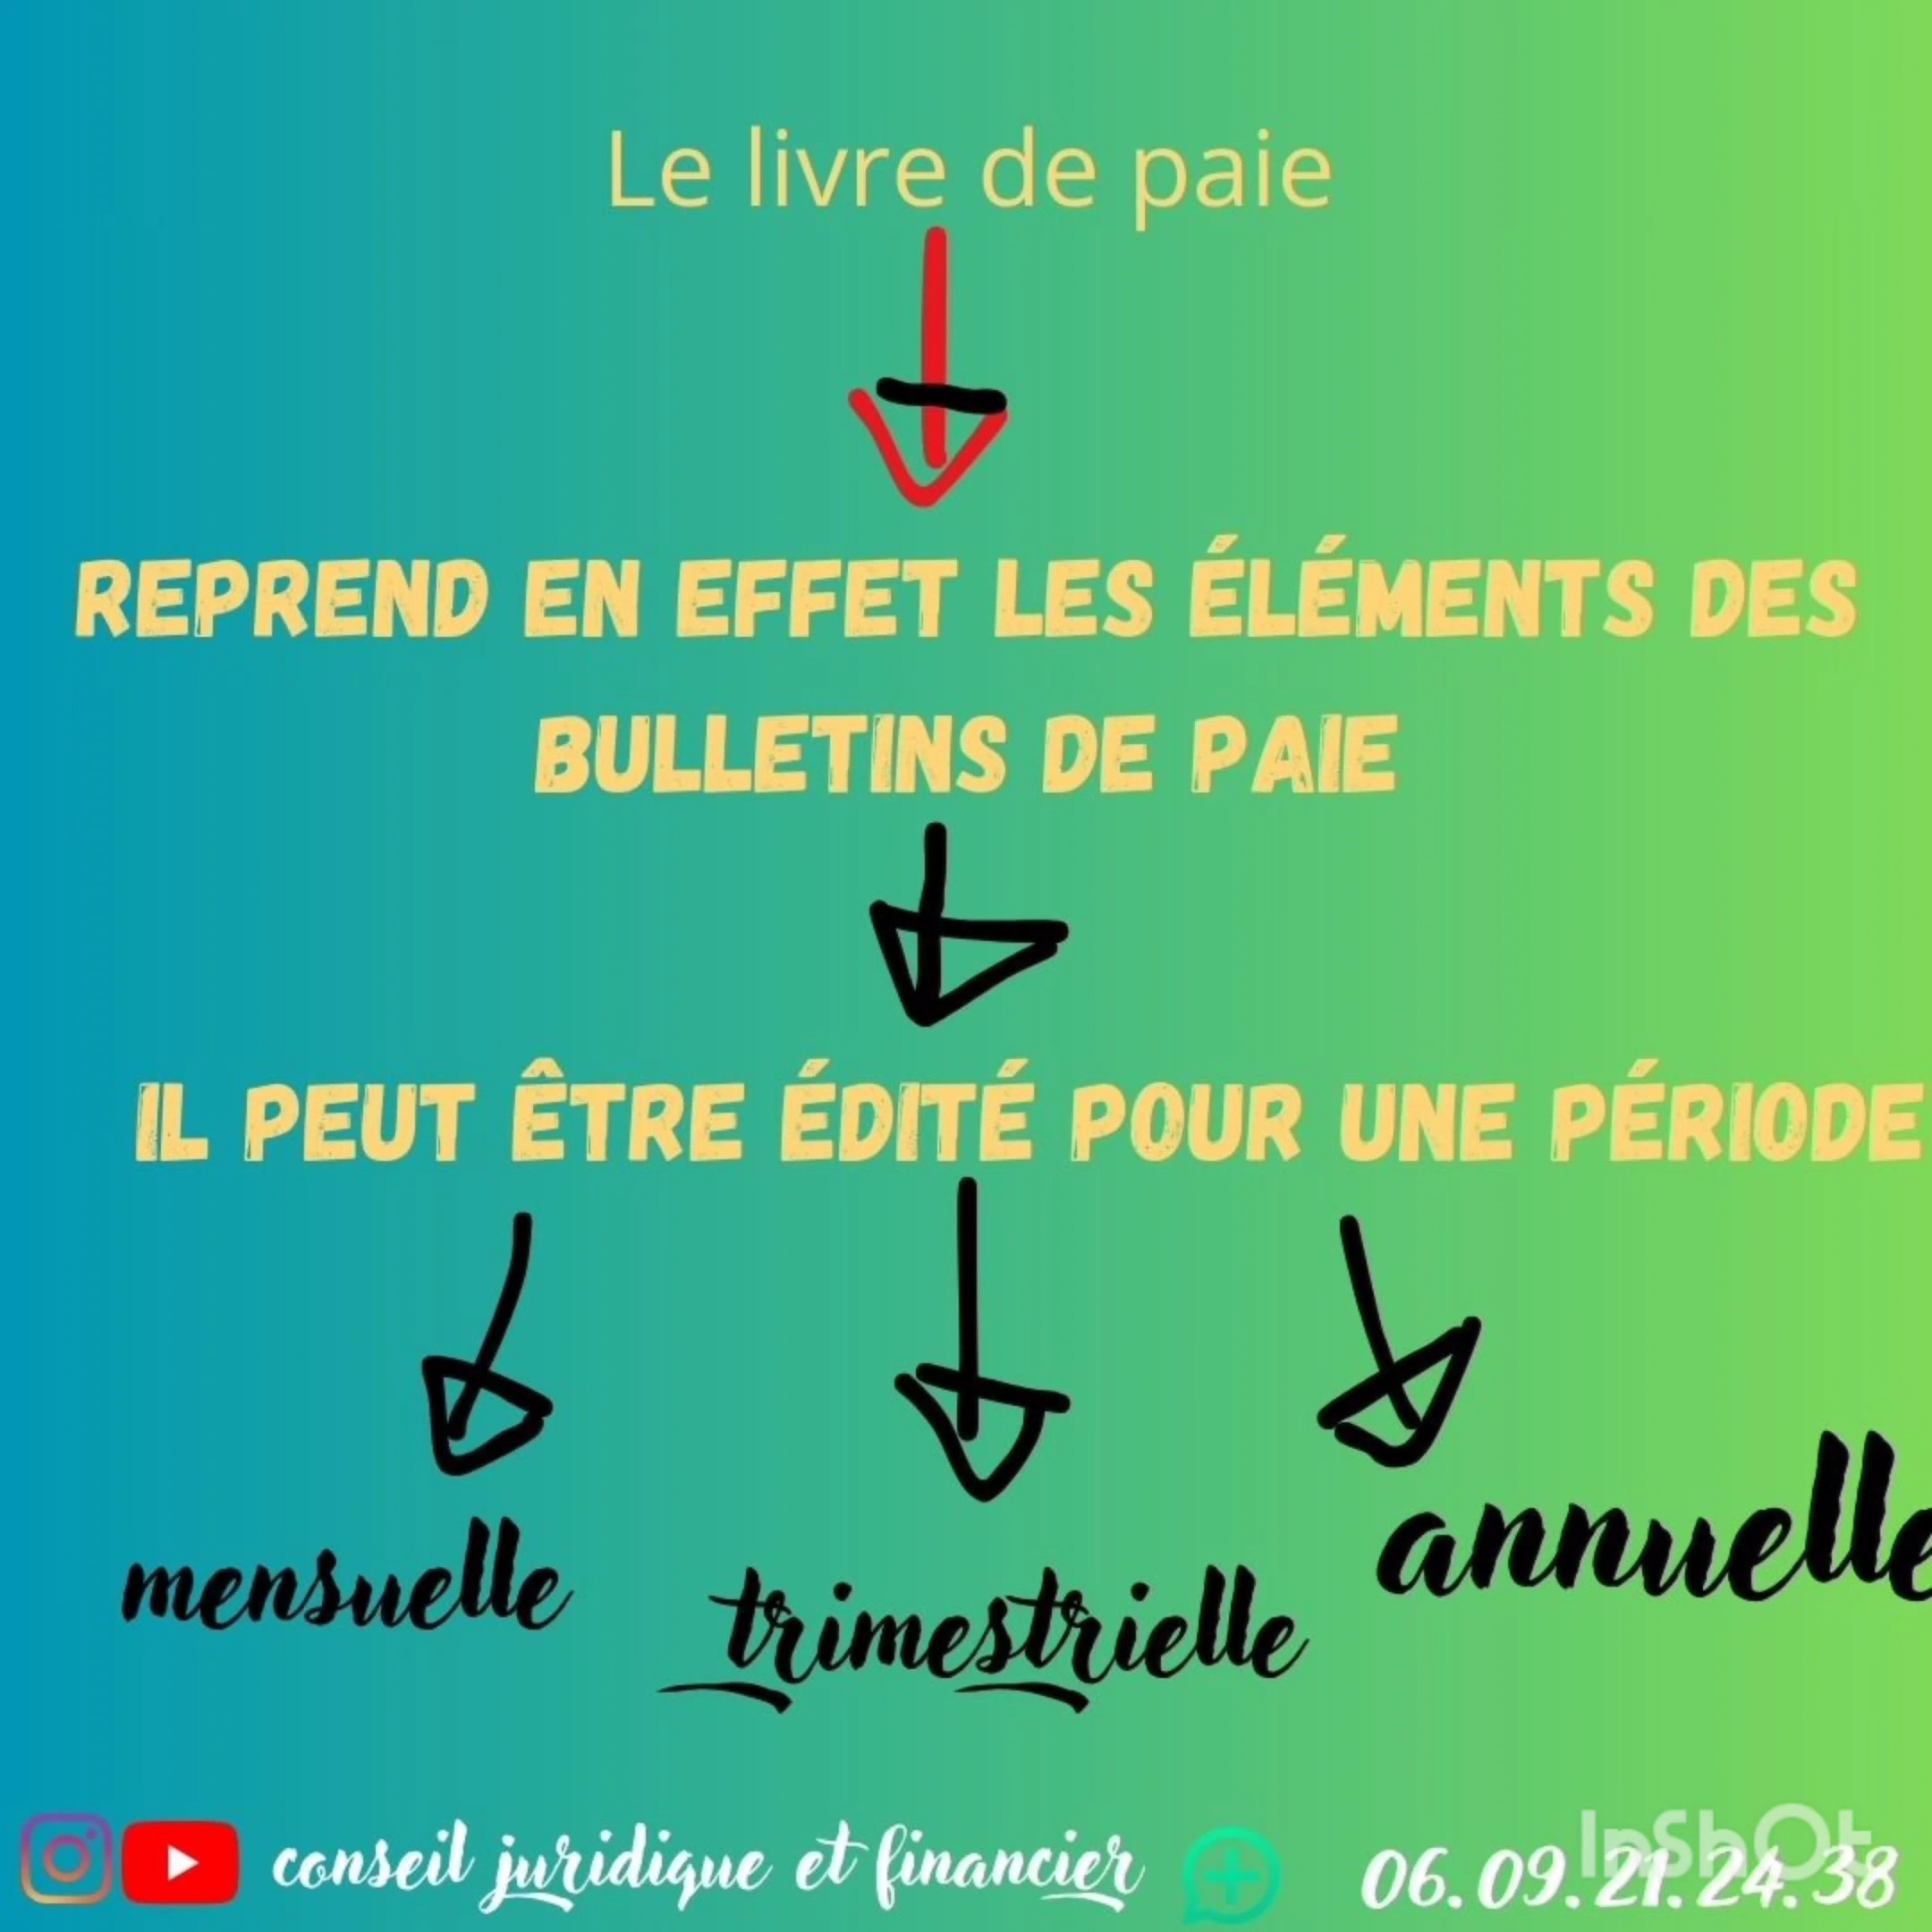 Le livre de paie
REPREND EN EFFET LES ÉLÉMENTS DES
BULLETINS DE PAIE
IL PEUT ÊTRE ÉDITÉ POUR UNE PÉRIODE
mensuelle
trimestrielle
annuelle
conseil juridique et financier
06.09.21.24.38
InShOt